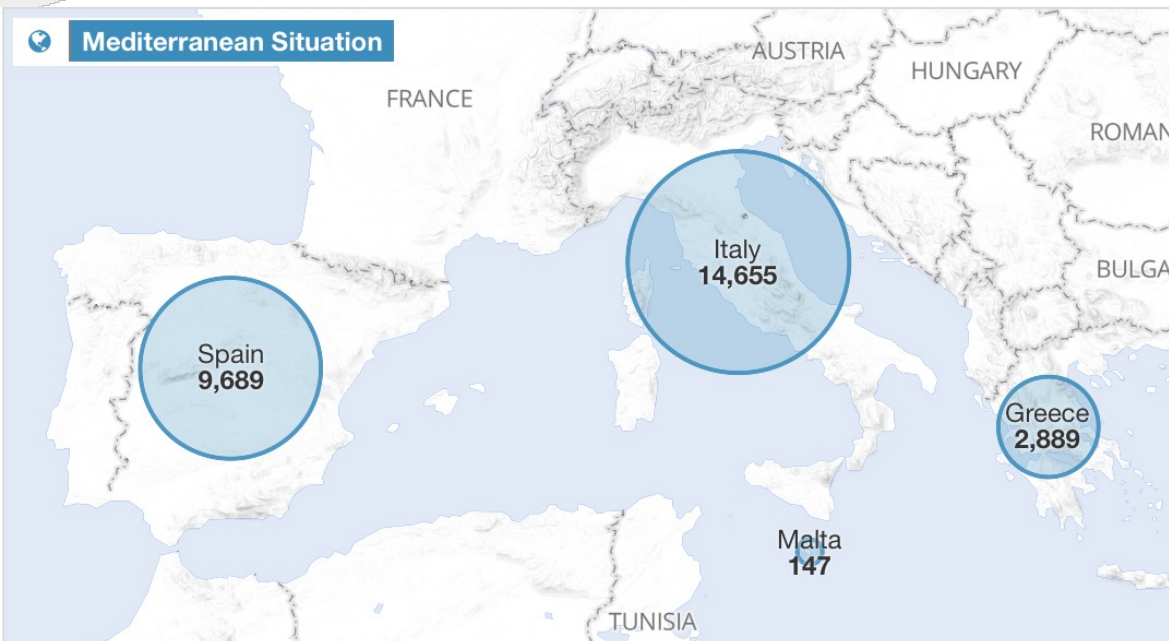 Mediterranean Situation
AUSTRIA
FRANCE
HUNGARY
ROMAN
Italy
14,655
BULGA
Spain
9,689
Greece
2,889
Malta
147
TUNISIA